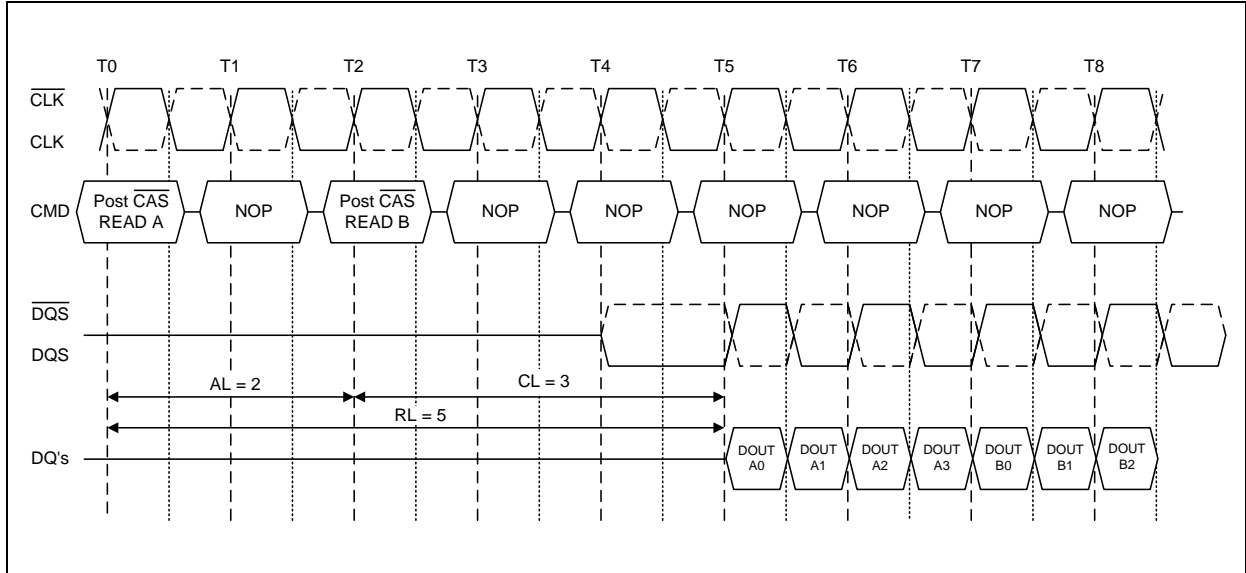 T0 T1 T2 T3 T4 T5 T6 T7 T8
CLK
CLK
CMD
Post CAS
READ A
NOP
Post CAS
READ B
NOP
NOP
NOP
NOP
NOP
NOP
DQS
DQS
AL = 2
CL = 3
RL = 5
DQ's
DOUT
A0
DOUT
A1
DOUT
A2
DOUT
A3
DOUT
B0
DOUT
B1
DOUT
B2